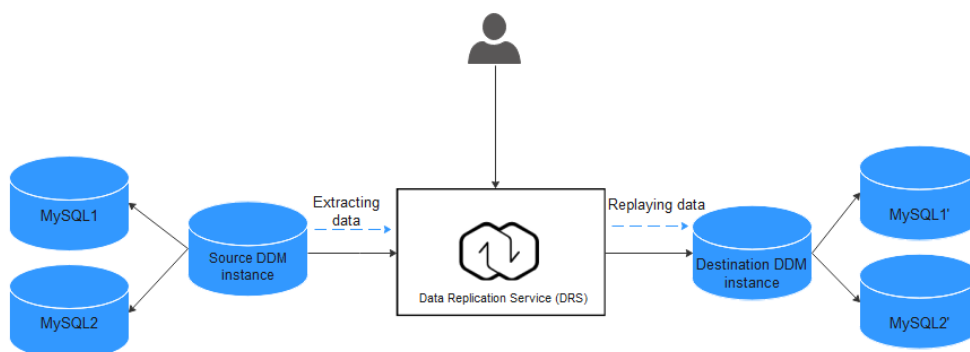 MySQL1
MySQL2
Source DDM
instance
Extracting
data
Data Replication Service (DRS)
Replaying data
Destination DDM
instance
MySQL1'
MySQL2'